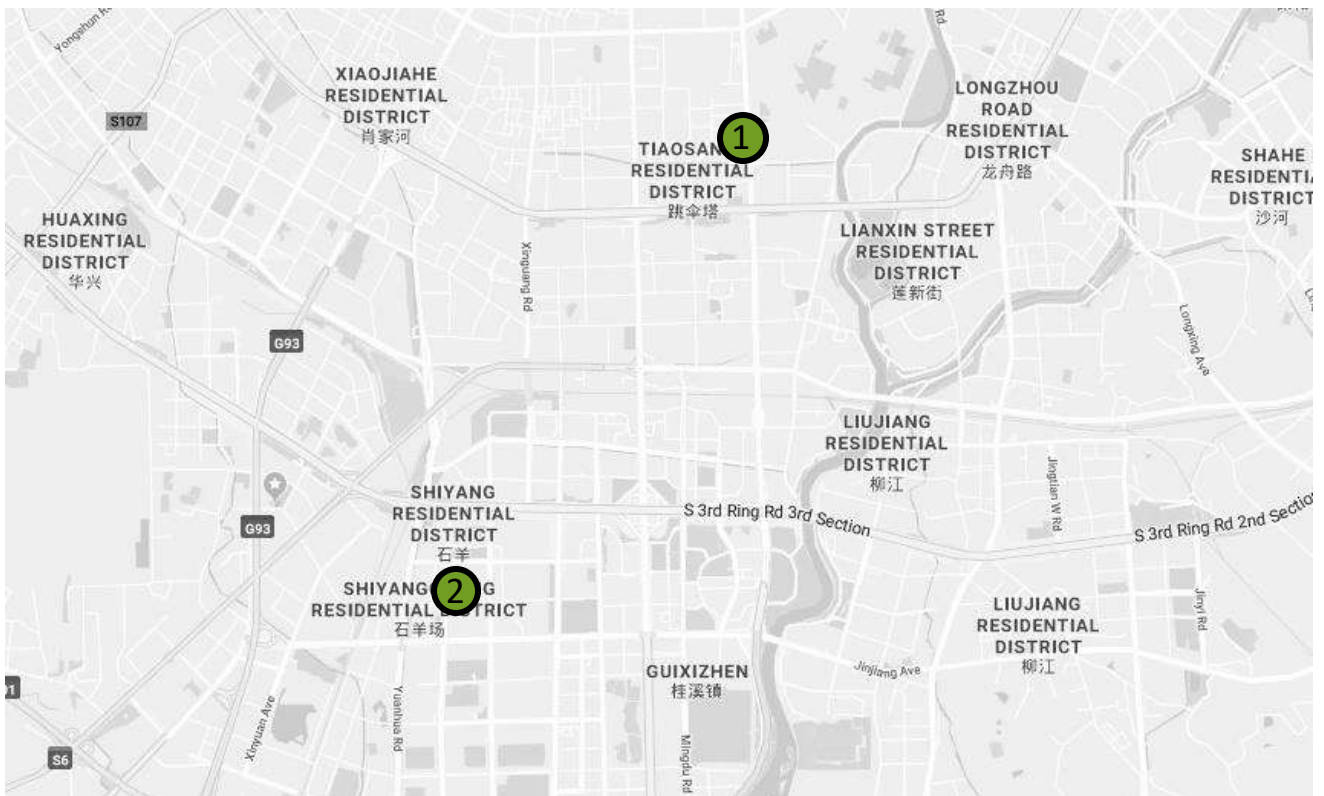 Yongshun R
Rd
XIAOJIAHE
RESIDENTIAL
DISTRICT
肖家河
S107
LONGZHOU
ROAD
RESIDENTIAL
DISTRICT
龙舟路
1
TIAOSAN
RESIDENTIAL
DISTRICT
跳伞塔
SHAHE
RESIDENTIA
DISTRICT
沙河
HUAXING
RESIDENTIAL
DISTRICT
华兴
LIANXIN STREET
RESIDENTIAL
DISTRICT
莲新街
Xinguang Rd
Longxing Ave
G93
LIUJIANG
RESIDENTIAL
DISTRICT
柳江
Jingtian W Rd
SHIYANG
RESIDENTIAL
DISTRICT
石羊
S 3rd Ring Rd 3rd Section
S 3rd Ring Rd 2nd Section
G93
SHIYANG G
2
RESIDENTIAL DISTRICT
石羊场
LIUJIANG
RESIDENTIAL
DISTRICT
柳江
Jinyi Rd
GUIXIZHEN
桂溪镇
Jinjiang Ave
Xinyuan Ave
Yuanhua Rd
Mingdu Rd
S6